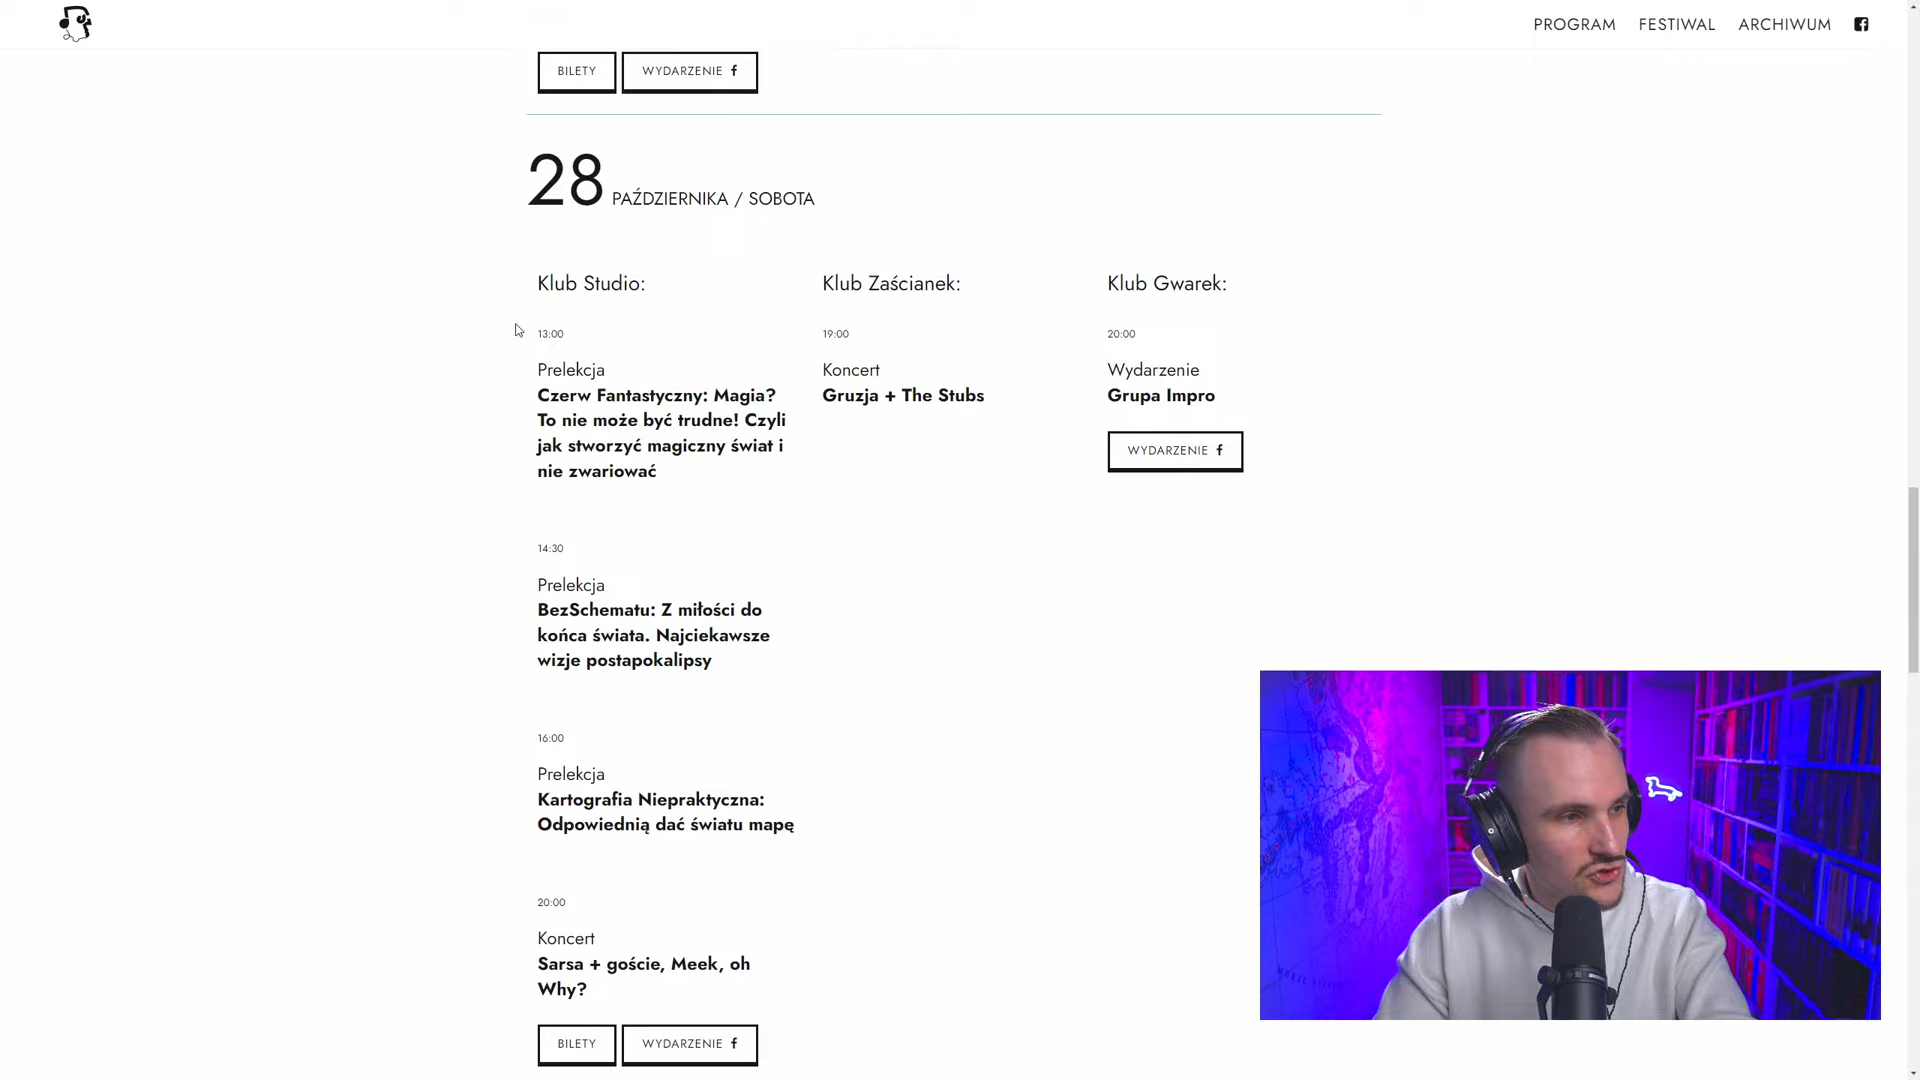 PROGRAM FESTIWAL ARCHIWUM
BILETY WYDARZENIE
28 PAŹDZIERNIKA / SOBOTA
Klub Studio:
13:00
Prelekcja
Czerw Fantastyczny: Magia?
To nie może być trudne! Czyli
jak stworzyć magiczny świat i
nie zwariować
14:30
Prelekcja
BezSchematu: Z miłości do
końca świata. Najciekawsze
wizje postapokalipsy
16:00
Prelekcja
Kartografia Niepraktyczna:
Odpowiednią dać światu mapę
20:00
Koncert
Sarsa + goście, Meek, oh
Why?
BILETY WYDARZENIE
Klub Zaścianek:
19:00
Koncert
Gruzja + The Stubs
Klub Gwarek:
20:00
Wydarzenie
Grupa Impro
WYDARZENIE